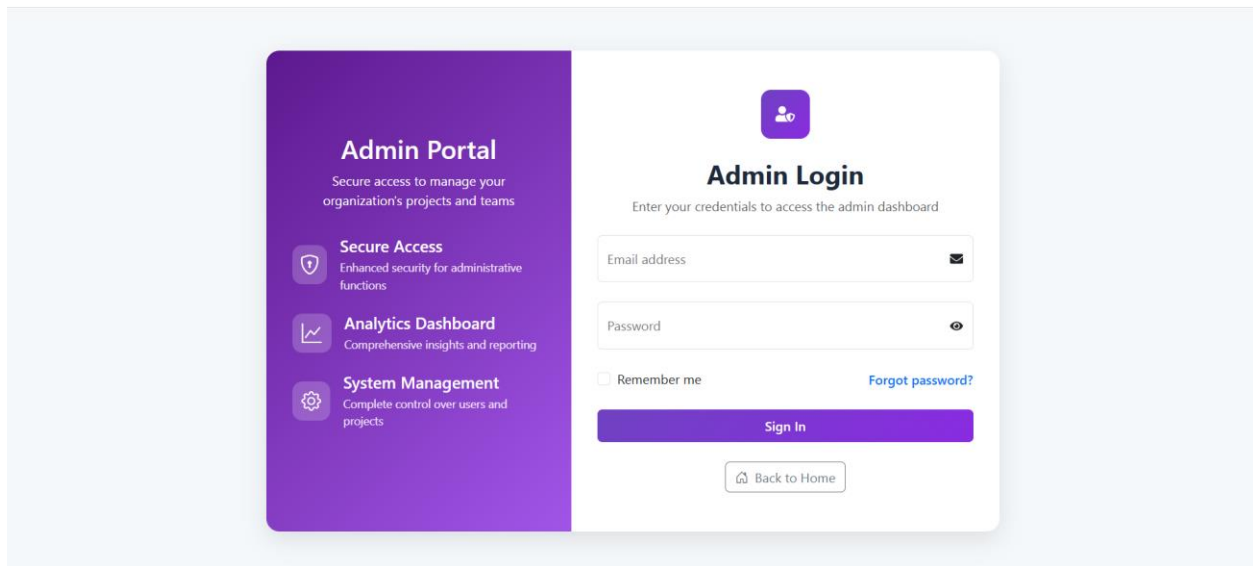 Admin Portal
Secure access to manage your
organization's projects and teams
Secure Access
Enhanced security for administrative
functions
Analytics Dashboard
Comprehensive insights and reporting
System Management
Complete control over users and
projects
Admin Login
Enter your credentials to access the admin dashboard
Email address
Password
Remember me Forgot password?
Sign In
Back to Home